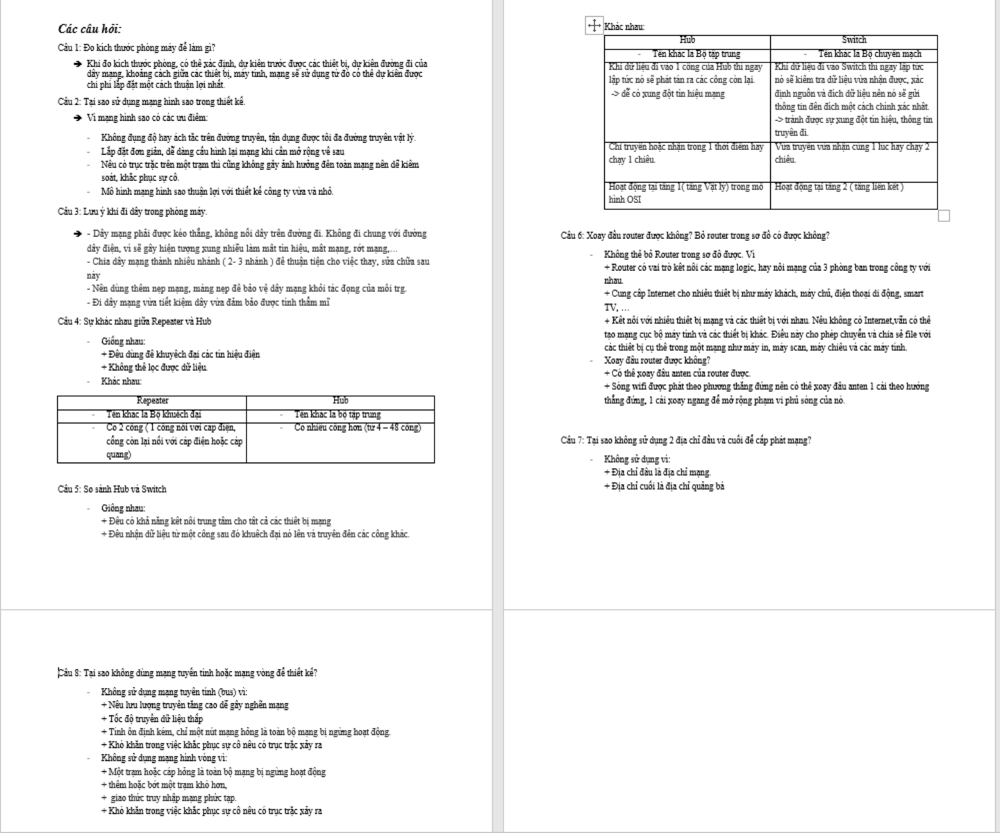 Các câu hỏi:
Câu 1: Đo kích thước phòng máy để làm gì?
➔ Khi đo kích thước phòng, có thể xác định, dự kiến trước được các thiết bị, dự kiến đường đi của
dây mạng, khoảng cách giữa các thiết bị, máy tính, mạng sẽ sử dụng từ đó có thể dự kiến được
chi phí lắp đặt một cách thuận lợi nhất.
Câu 2: Tại sao sử dụng mạng hình sao trong thiết kế.
➔ Vì mạng hình sao có các ưu điểm:
- Không đụng độ hay ách tắc trên đường truyền, tận dụng được tối đa đường truyền vật lý.
- Lắp đặt đơn giản, dễ dàng cấu hình lại mạng khi cần mở rộng về sau
- Nếu có trục trặc trên một trạm thì cũng không gây ảnh hưởng đến toàn mạng nên dể kiểm
soát, khắc phục sự cố.
- Mô hình mạng hình sao thuận lợi với thiết kế công ty vừa và nhỏ.
Câu 3: Lưu ý khi đi dây trong phòng máy.
➔ - Dây mạng phải được kéo thẳng, không nối dây trên đường đi. Không đi chung với đường
dây điện, vì sẽ gây hiện tượng xung nhiễu làm mất tín hiệu, mất mạng, rớt mạng,...
- Chia dây mạng thành nhiều nhánh ( 2- 3 nhánh ) để thuận tiện cho việc thay, sửa chữa sau
này
- Nên dùng thêm nẹp mạng, máng nẹp để bảo vệ dây mạng khỏi tác động của môi trg.
- Đi dây mạng vừa tiết kiệm dây vừa đảm bảo được tính thẩm mĩ
Câu 4: Sự khác nhau giữa Repeater và Hub
- Giống nhau:
+ Đều dùng để khuyếch đại các tín hiệu điện
+ Không thể lọc được dữ liệu.
- Khác nhau:
Repeater Hub
- Tên khác là Bộ khuếch đại - Tên khác là bộ tập trung
- Có 2 cổng ( 1 cổng nối với cáp điện, - Có nhiều cổng hơn (từ 4 – 48 cổng)
cổng còn lại nối với cáp điện hoặc cáp
quang)
Câu 5: So sánh Hub và Switch
- Giống nhau:
+ Đều có khả năng kết nối trung tâm cho tất cả các thiết bị mạng
+ Đều nhận dữ liệu từ một cổng sau đó khuếch đại nó lên và truyền đến các cổng khác.
Khác nhau:
Hub Switch
- Tên khác là Bộ tập trung - Tên khác là Bộ chuyển mạch
Khi dữ liệu đi vào 1 cổng của Hub thì ngay Khi dữ liệu đi vào Switch thì ngay lập tức
lập tức nó sẽ phát tán ra các cổng còn lại. nó sẽ kiểm tra dữ liệu vừa nhận được, xác
-> dễ có xung đột tín hiệu mạng định nguồn và đích dữ liệu nên nó sẽ gửi
thông tin đến đích một cách chính xác nhất.
-> tránh được sự xung đột tín hiệu, thông tin
truyền đi.
Chỉ truyền hoặc nhận trong 1 thời điểm hay Vừa truyền vừa nhận cùng 1 lúc hay chạy 2
chạy 1 chiều. chiều.
Hoạt động tại tầng 1( tầng Vật lý) trong mô Hoạt động tại tầng 2 ( tầng liên kết )
hình OSI
Câu 6: Xoay đầu router được không? Bỏ router trong sơ đồ có được không?
- Không thể bỏ Router trong sơ đồ được. Vì
+ Router có vai trò kết nối các mạng logic, hay nối mạng của 3 phòng ban trong công ty với
nhau.
+ Cung cấp Internet cho nhiều thiết bị như máy khách, máy chủ, điện thoại di động, smart
TV, …
+ Kết nối với nhiều thiết bị mạng và các thiết bị với nhau. Nếu không có Internet,vẫn có thể
tạo mạng cục bộ máy tính và các thiết bị khác. Điều này cho phép chuyển và chia sẻ file với
các thiết bị cụ thể trong một mạng như máy in, máy scan, máy chiếu và các máy tính.
- Xoay đầu router được không?
+ Có thể xoay đầu anten của router được.
+ Sóng wifi được phát theo phương thẳng đứng nên có thể xoay đầu anten 1 cái theo hướng
thẳng đứng, 1 cái xoay ngang để mở rộng phạm vi phủ sóng của nó.
Câu 7: Tại sao không sử dụng 2 địa chỉ đầu và cuối để cấp phát mạng?
- Không sử dụng vì:
+ Địa chỉ đầu là địa chỉ mạng.
+ Địa chỉ cuối là địa chỉ quảng bá
Câu 8: Tại sao không dùng mạng tuyến tính hoặc mạng vòng để thiết kế?
- Không sử dụng mạng tuyến tính (bus) vì:
+ Nếu lưu lượng truyền tăng cao dễ gây nghẽn mạng
+ Tốc độ truyền dữ liệu thấp
+ Tính ổn định kém, chỉ một nút mạng hỏng là toàn bộ mạng bị ngừng hoạt động.
+ Khó khăn trong việc khắc phục sự cố nếu có trục trặc xảy ra
- Không sử dụng mạng hình vòng vì:
+ Một trạm hoặc cáp hỏng là toàn bộ mạng bị ngừng hoạt động
+ thêm hoặc bớt một trạm khó hơn,
+ giao thức truy nhập mạng phức tạp.
+ Khó khăn trong việc khắc phục sự cố nếu có trục trặc xảy ra